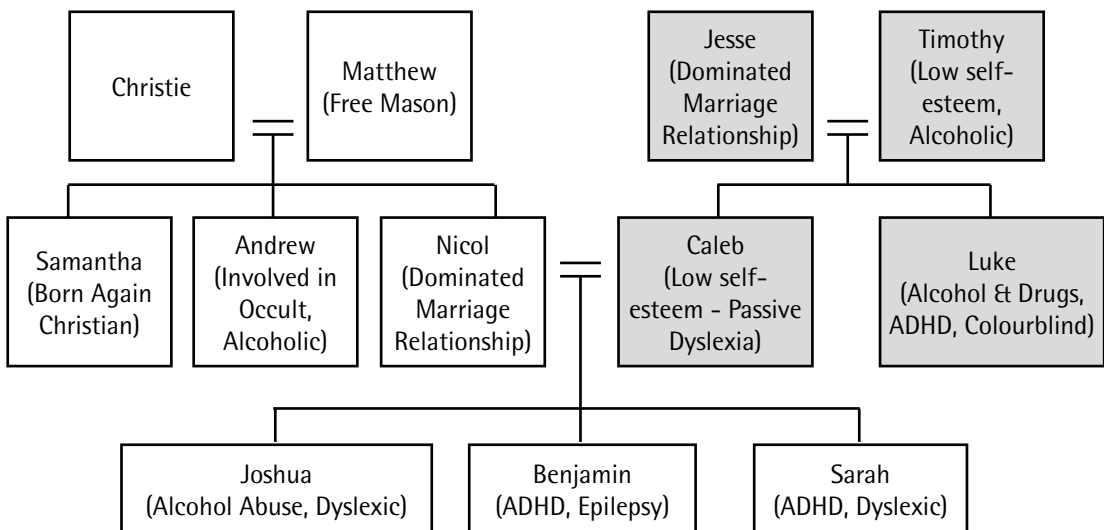 Christie
Matthew
(Free Mason)
Jesse
(Dominated
Marriage
Relationship)
Timothy
(Low self-
esteem,
Alcoholic)
Samantha
(Born Again
Christian)
Andrew
(Involved in
Occult,
Alcoholic)
Nicol
(Dominated
Marriage
Relationship)
Caleb
(Low self-
esteem - Passive
Dyslexia)
Luke
(Alcohol & Drugs,
ADHD, Colourblind)
Joshua
(Alcohol Abuse, Dyslexic)
Benjamin
(ADHD, Epilepsy)
Sarah
(ADHD, Dyslexic)